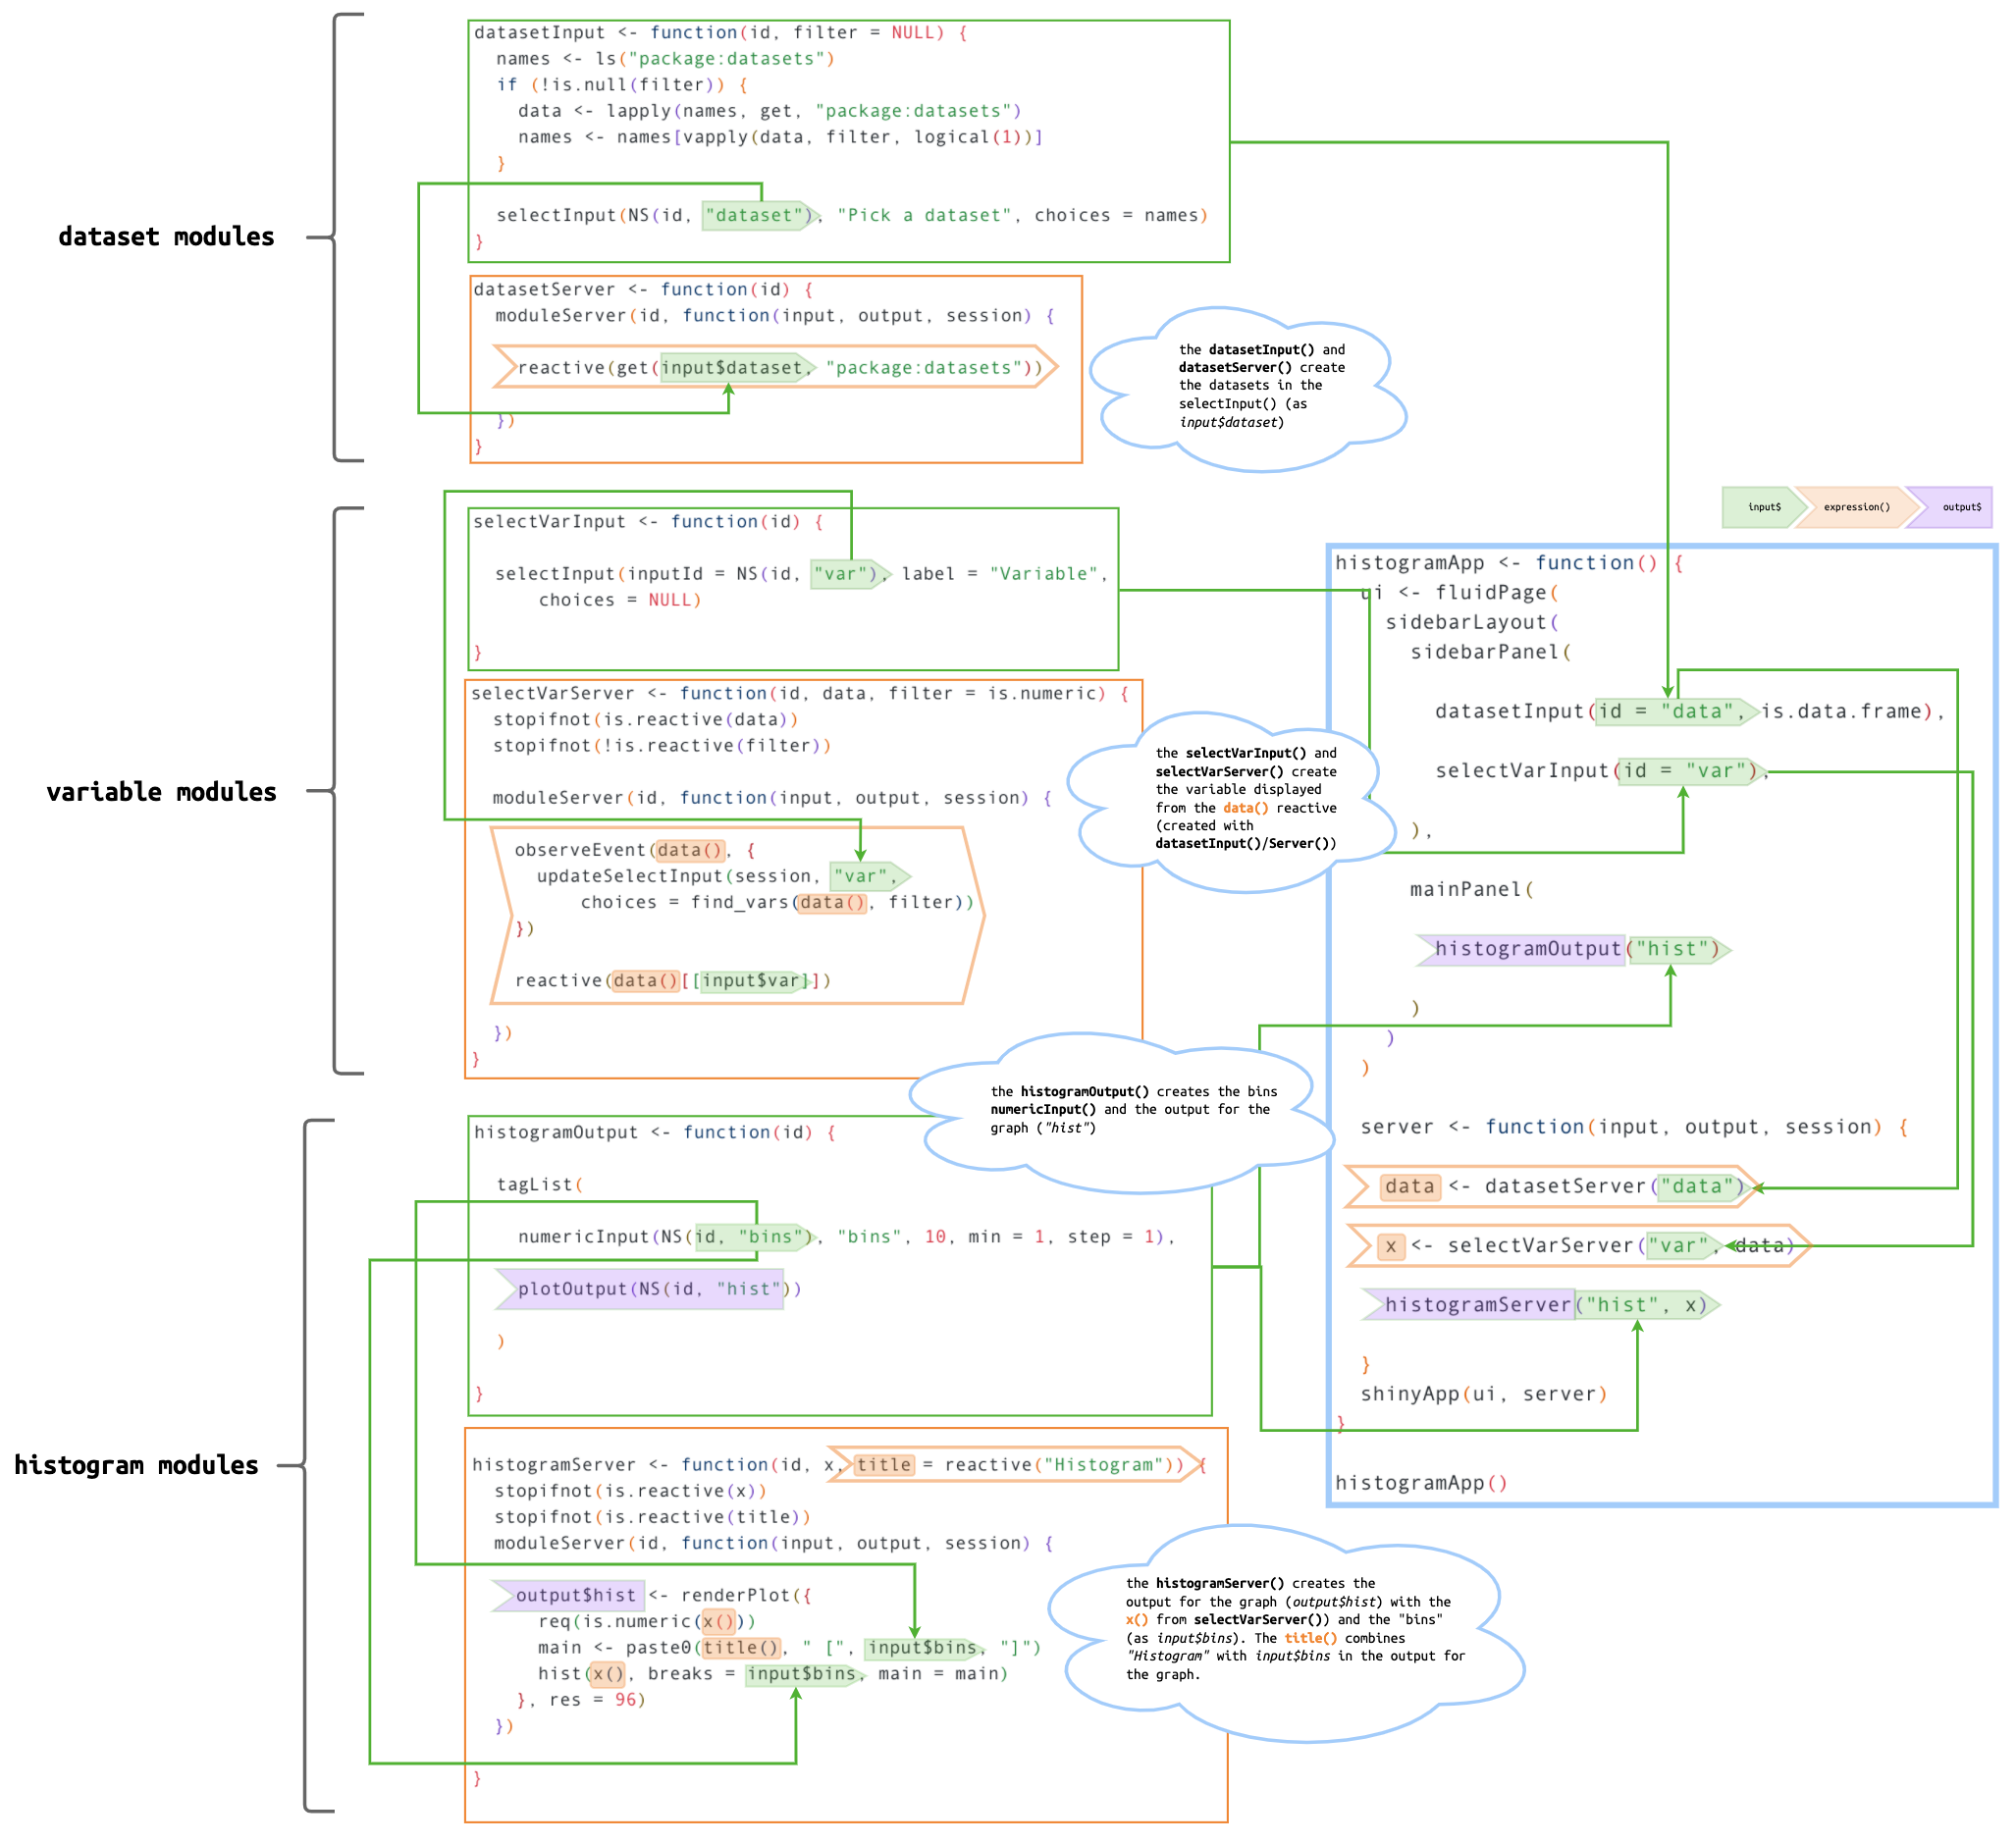 dataset modules
datasetInput <- function(id, filter = NULL) {
names <- ls("package:datasets")
if (!is.null(filter)) {
data <- lapply(names, get, "package:datasets")
names <- names[vapply(data, filter, logical(1))]
}
selectInput(NS(id, "dataset"), "Pick a dataset", choices = names)
}
datasetServer <- function(id) {
moduleServer(id, function(input, output, session) {
reactive(get(input$dataset, "package:datasets"))
})
}
the datasetInput() and
datasetServer() create
the datasets in the
selectInput() (as
input$dataset)
variable modules
selectVarInput <- function(id) {
selectInput(inputId = NS(id, "var"), label = "Variable",
choices = NULL)
}
selectVarServer <- function(id, data, filter = is.numeric) {
stopifnot(is.reactive(data))
stopifnot(!is.reactive(filter))
moduleServer(id, function(input, output, session) {
observeEvent(data(), {
updateSelectInput(session, "var",
choices = find_vars(data(), filter))
})
reactive(data()[[input$var]])
})
}
the selectVarInput() and
selectVarServer() create
the variable displayed
from the data() reactive
(created with
datasetInput()/Server())
histogram modules
histogramOutput <- function(id) {
tagList(
numericInput(NS(id, "bins"), "bins", 10, min = 1, step = 1),
plotOutput(NS(id, "hist"))
)
}
the histogramOutput() creates the bins
numericInput() and the output for the
graph ("hist")
histogramServer <- function(id, x, title = reactive("Histogram")) {
stopifnot(is.reactive(x))
stopifnot(is.reactive(title))
moduleServer(id, function(input, output, session) {
output$hist <- renderPlot({
req(is.numeric(x()))
main <- paste0(title(), " [", input$bins, "]")
hist(x(), breaks = input$bins, main = main)
}, res = 96)
})
}
the histogramServer() creates the
output for the graph (output$hist) with the
x() from selectVarServer()) and the "bins"
(as input$bins). The title() combines
"Histogram" with input$bins in the output for
the graph.
input$ expression() output$
histogramApp <- function() {
ui <- fluidPage(
sidebarLayout(
sidebarPanel(
datasetInput(id = "data", is.data.frame),
selectVarInput(id = "var"),
),
mainPanel(
histogramOutput("hist")
)
)
)
server <- function(input, output, session) {
data <- datasetServer("data")
x <- selectVarServer("var", data)
histogramServer("hist", x)
}
shinyApp(ui, server)
}
histogramApp()